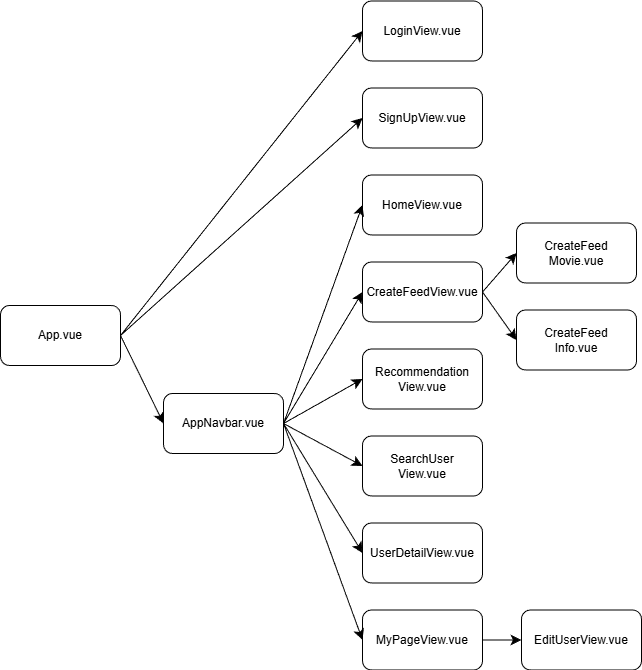 LoginView.vue
SignUpView.vue
HomeView.vue
CreateFeed
Movie.vue
CreateFeedView.vue
App.vue
CreateFeed
Info.vue
Recommendation
View.vue
AppNavbar.vue
SearchUser
View.vue
UserDetailView.vue
MyPageView.vue
EditUserView.vue